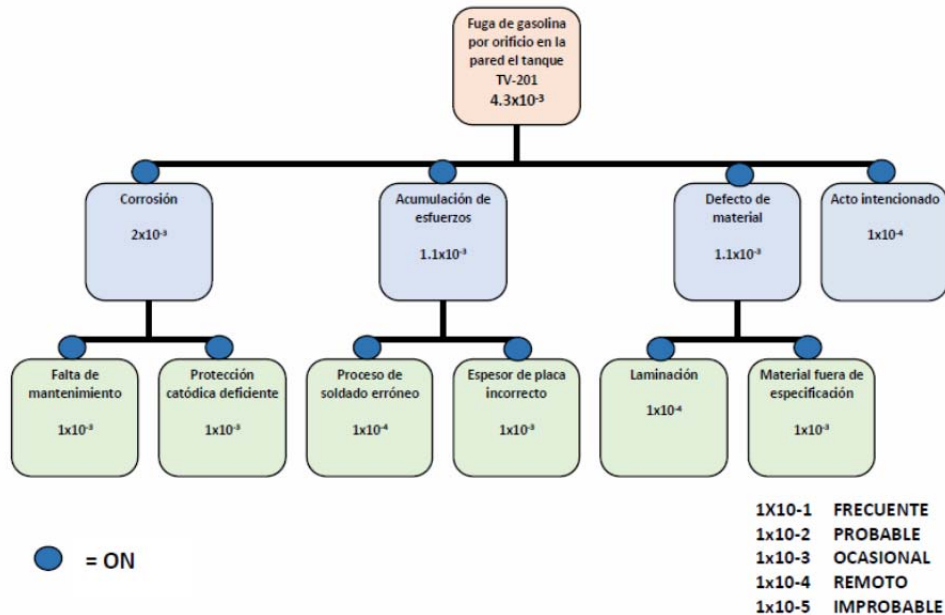 Fuga de gasolina
por orificio en la
pared el tanque
TV-201
4.3x10⁻³
Corrosión
2x10⁻³
Acumulación de
esfuerzos
1.1x10⁻³
Defecto de
material
1.1x10⁻³
Acto intencionado
1x10⁻⁴
Falta de
mantenimiento
1x10⁻³
Protección
catódica deficiente
1x10⁻³
Proceso de
soldado erróneo
1x10⁻⁴
Espesor de placa
incorrecto
1x10⁻³
Laminación
1x10⁻⁴
Material fuera de
especificación
1x10⁻³
= ON
1X10-1 FRECUENTE
1x10-2 PROBABLE
1x10-3 OCASIONAL
1x10-4 REMOTO
1x10-5 IMPROBABLE